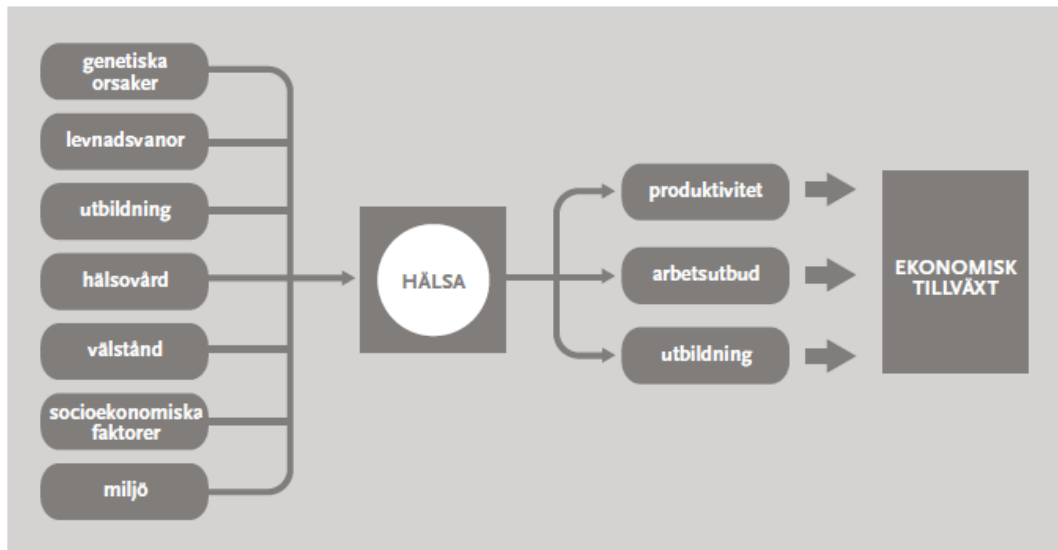 genetiska
orsaker
levnadsvanor
utbildning
hälsovård
välstånd
socioekonomiska
faktorer
miljö
HÄLSA
produktivitet
arbetsutbud
utbildning
EKONOMISK
TILLVÄXT